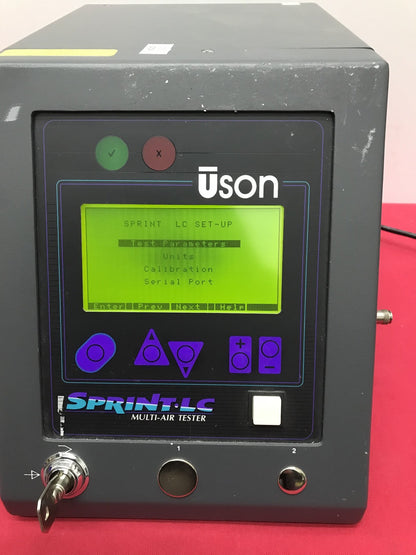 ✓ X
Uson
SPRINT LC SET-UP
Test Parameters
Units
Calibration
Serial Port
Enter Prev. Next Help
+
−
SPRINT·LC
MULTI-AIR TESTER
1 2